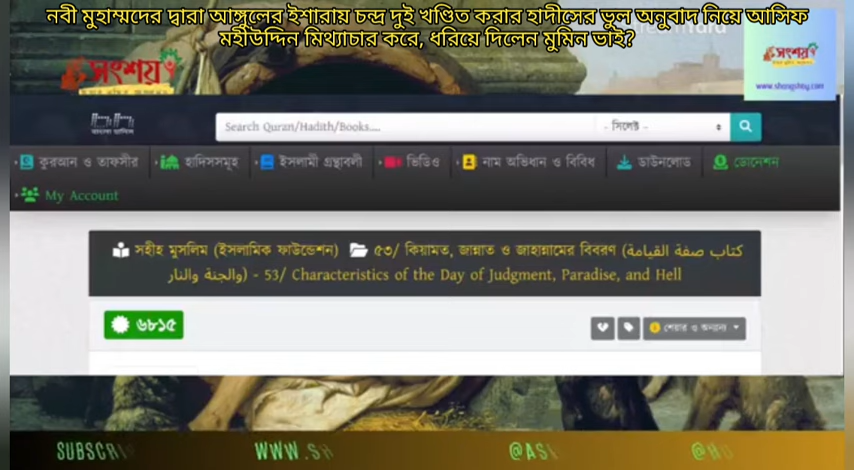 নবী মুহাম্মদের দ্বারা আঙ্গুলের ইশারায় চন্দ্র দুই খণ্ডিত করার হাদীসের ভুল অনুবাদ নিয়ে আসিফ
মহীউদ্দিন মিথ্যাচার করে, ধরিয়ে দিলেন মুমিন ভাই?
সংশয়
www.shongshoy.com
Search Quran/Hadith/Books....
- সিলেক্ট -
কুরআন ও তাফসীর হাদিসসমূহ ইসলামী গ্রন্থাবলী ভিডিও নাম অভিধান ও বিবিধ ডাউনলোড ডোনেশন
My Account
সহীহ মুসলিম (ইসলামিক ফাউন্ডেশন) ৫৩/ কিয়ামত, জান্নাত ও জাহান্নামের বিবরণ (كتاب صفة القيامة
والجنة والنار) - 53/ Characteristics of the Day of Judgment, Paradise, and Hell
৬৮১৫
শেয়ার ও অন্যান্য
SUBSCRI WWW.SH @ASI